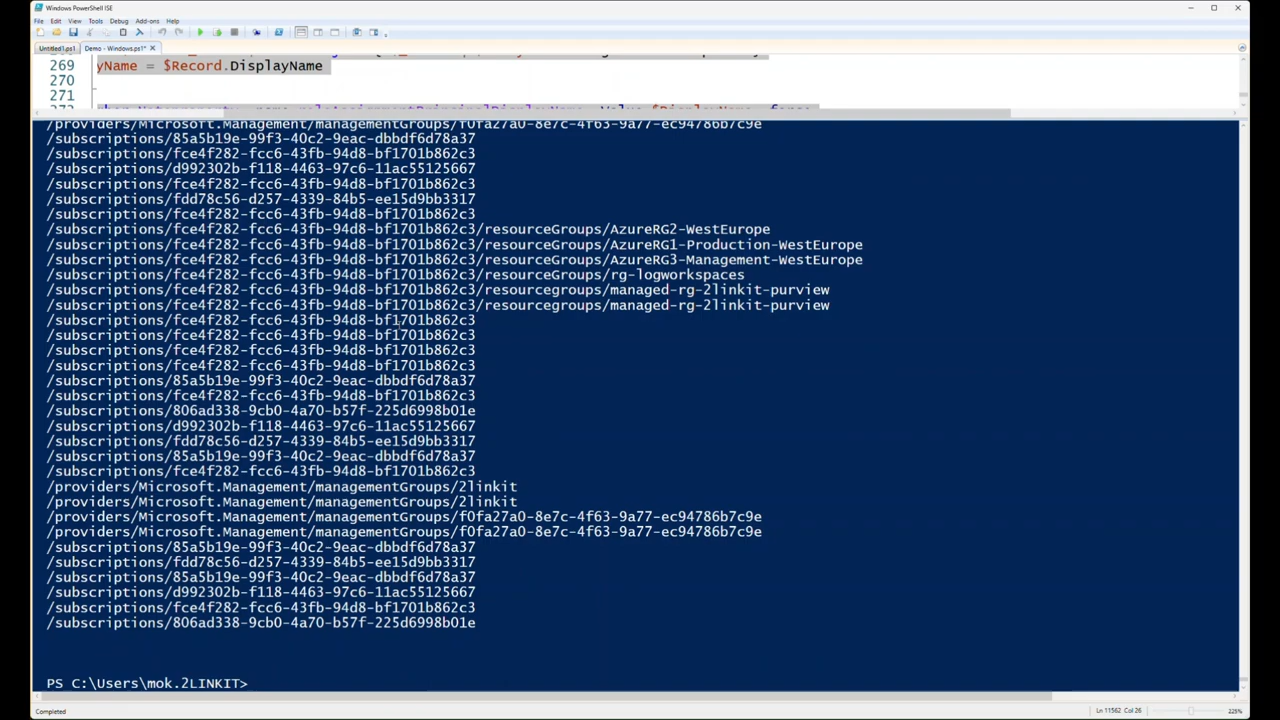 Windows PowerShell ISE
File Edit View Tools Debug Add-ons Help
Untitled1.ps1 Demo - Windows.ps1*
269 yName = $Record.DisplayName
270
271
/providers/Microsoft.Management/managementGroups/f0fa27a0-8e7c-4f63-9a77-ec94786b7c9e
/subscriptions/85a5b19e-99f3-40c2-9eac-dbbdf6d78a37
/subscriptions/fce4f282-fcc6-43fb-94d8-bf1701b862c3
/subscriptions/d992302b-f118-4463-97c6-11ac55125667
/subscriptions/fce4f282-fcc6-43fb-94d8-bf1701b862c3
/subscriptions/fdd78c56-d257-4339-84b5-ee15d9bb3317
/subscriptions/fce4f282-fcc6-43fb-94d8-bf1701b862c3
/subscriptions/fce4f282-fcc6-43fb-94d8-bf1701b862c3/resourceGroups/AzureRG2-WestEurope
/subscriptions/fce4f282-fcc6-43fb-94d8-bf1701b862c3/resourceGroups/AzureRG1-Production-WestEurope
/subscriptions/fce4f282-fcc6-43fb-94d8-bf1701b862c3/resourceGroups/AzureRG3-Management-WestEurope
/subscriptions/fce4f282-fcc6-43fb-94d8-bf1701b862c3/resourceGroups/rg-logworkspaces
/subscriptions/fce4f282-fcc6-43fb-94d8-bf1701b862c3/resourcegroups/managed-rg-2linkit-purview
/subscriptions/fce4f282-fcc6-43fb-94d8-bf1701b862c3/resourcegroups/managed-rg-2linkit-purview
/subscriptions/fce4f282-fcc6-43fb-94d8-bf1701b862c3
/subscriptions/fce4f282-fcc6-43fb-94d8-bf1701b862c3
/subscriptions/fce4f282-fcc6-43fb-94d8-bf1701b862c3
/subscriptions/fce4f282-fcc6-43fb-94d8-bf1701b862c3
/subscriptions/85a5b19e-99f3-40c2-9eac-dbbdf6d78a37
/subscriptions/fce4f282-fcc6-43fb-94d8-bf1701b862c3
/subscriptions/806ad338-9cb0-4a70-b57f-225d6998b01e
/subscriptions/d992302b-f118-4463-97c6-11ac55125667
/subscriptions/fdd78c56-d257-4339-84b5-ee15d9bb3317
/subscriptions/85a5b19e-99f3-40c2-9eac-dbbdf6d78a37
/subscriptions/fce4f282-fcc6-43fb-94d8-bf1701b862c3
/providers/Microsoft.Management/managementGroups/2linkit
/providers/Microsoft.Management/managementGroups/2linkit
/providers/Microsoft.Management/managementGroups/f0fa27a0-8e7c-4f63-9a77-ec94786b7c9e
/providers/Microsoft.Management/managementGroups/f0fa27a0-8e7c-4f63-9a77-ec94786b7c9e
/subscriptions/85a5b19e-99f3-40c2-9eac-dbbdf6d78a37
/subscriptions/fdd78c56-d257-4339-84b5-ee15d9bb3317
/subscriptions/85a5b19e-99f3-40c2-9eac-dbbdf6d78a37
/subscriptions/d992302b-f118-4463-97c6-11ac55125667
/subscriptions/fce4f282-fcc6-43fb-94d8-bf1701b862c3
/subscriptions/806ad338-9cb0-4a70-b57f-225d6998b01e
PS C:\Users\mok.2LINKIT>
Completed Ln 11562 Col 26 225%